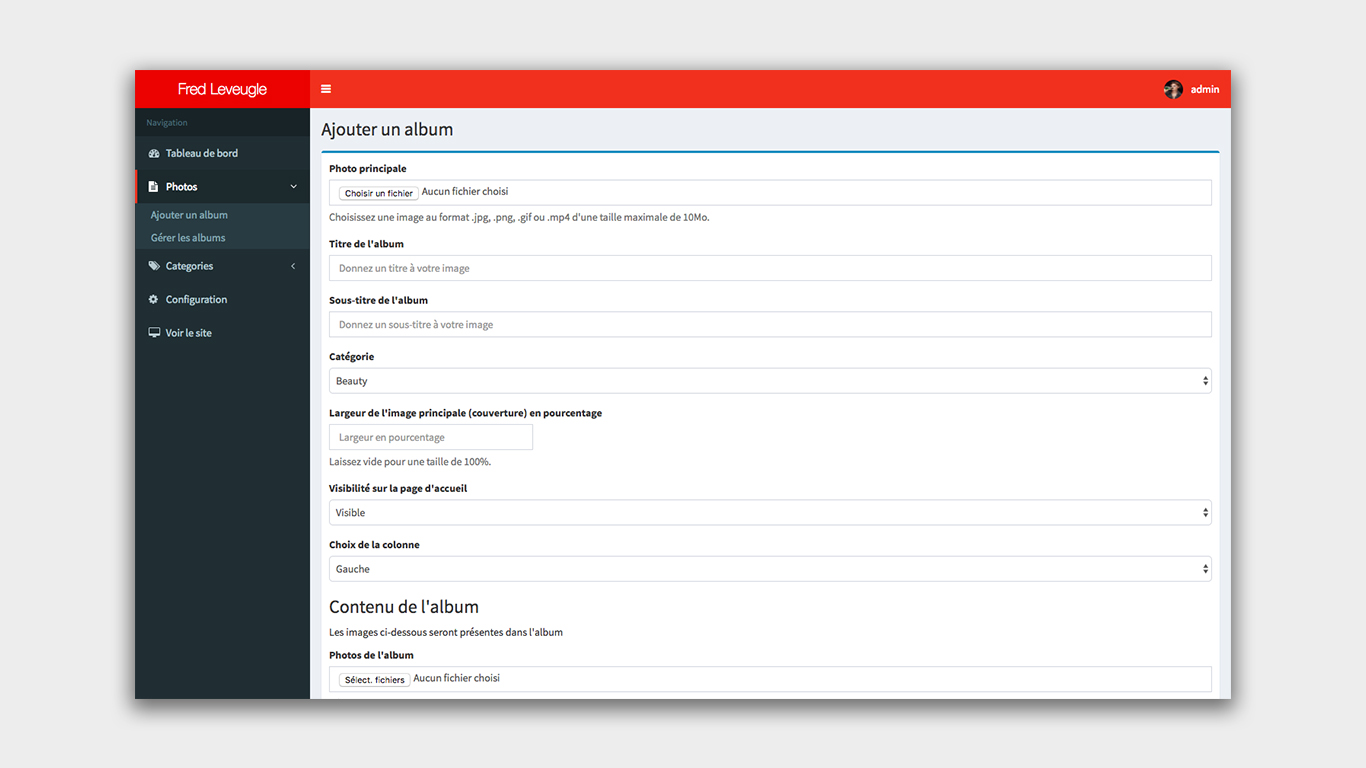 Fred Leveugle
admin
Navigation
Tableau de bord
Photos
Ajouter un album
Gérer les albums
Categories
Configuration
Voir le site
Ajouter un album
Photo principale
Choisir un fichier Aucun fichier choisi
Choisissez une image au format .jpg, .png, .gif ou .mp4 d'une taille maximale de 10Mo.
Titre de l'album
Donnez un titre à votre image
Sous-titre de l'album
Donnez un sous-titre à votre image
Catégorie
Beauty
Largeur de l'image principale (couverture) en pourcentage
Largeur en pourcentage
Laissez vide pour une taille de 100%.
Visibilité sur la page d'accueil
Visible
Choix de la colonne
Gauche
Contenu de l'album
Les images ci-dessous seront présentes dans l'album
Photos de l'album
Sélect. fichiers Aucun fichier choisi